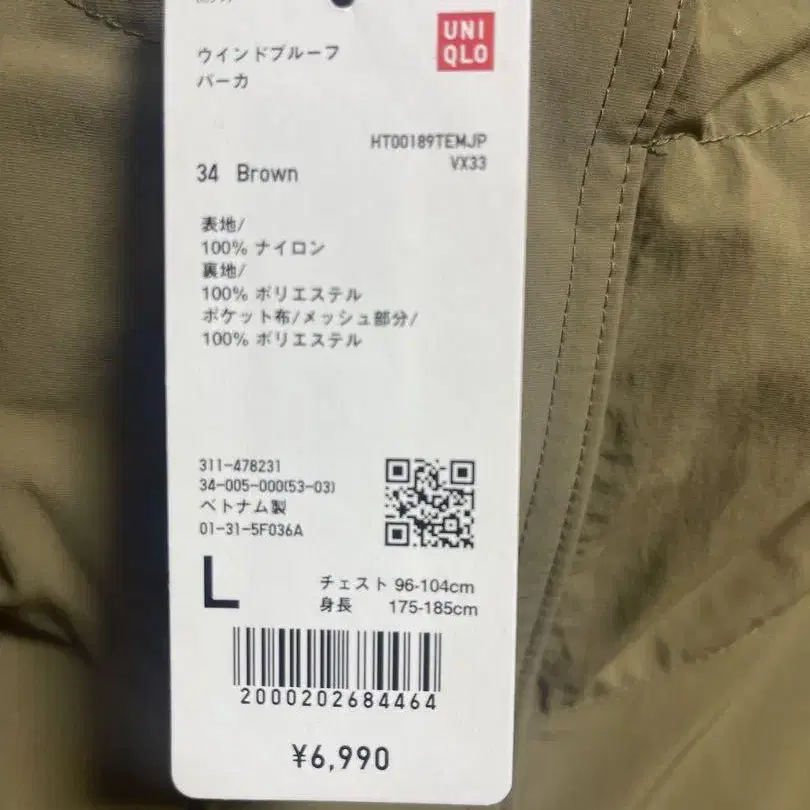 UNI
QLO
ウインドプルーフ
パーカ
HT00189TEMJP
VX33
34 Brown
表地/
100% ナイロン
裏地/
100% ポリエステル
ポケット布/メッシュ部分/
100% ポリエステル
311-478231
34-005-000(53-03)
ベトナム製
01-31-5F036A
L
チェスト 96-104cm
身長 175-185cm
2000202684464
¥6,990